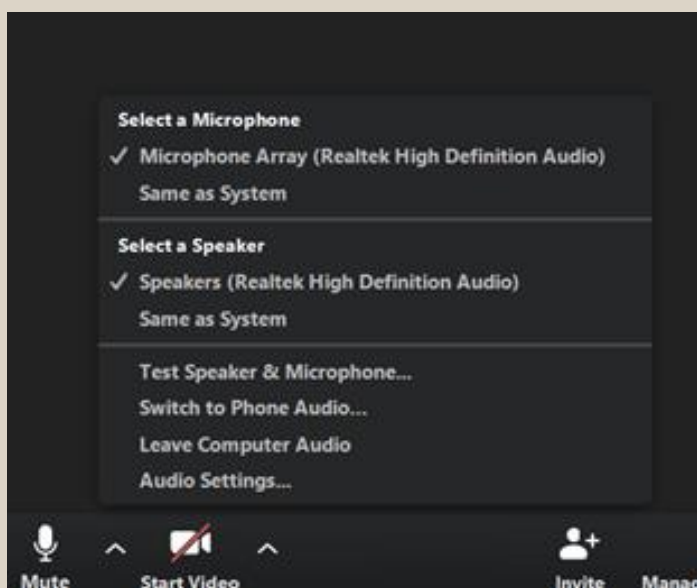 Select a Microphone
✓ Microphone Array (Realtek High Definition Audio)
Same as System
Select a Speaker
✓ Speakers (Realtek High Definition Audio)
Same as System
Test Speaker & Microphone...
Switch to Phone Audio...
Leave Computer Audio
Audio Settings...
Mute Start Video Invite Manag